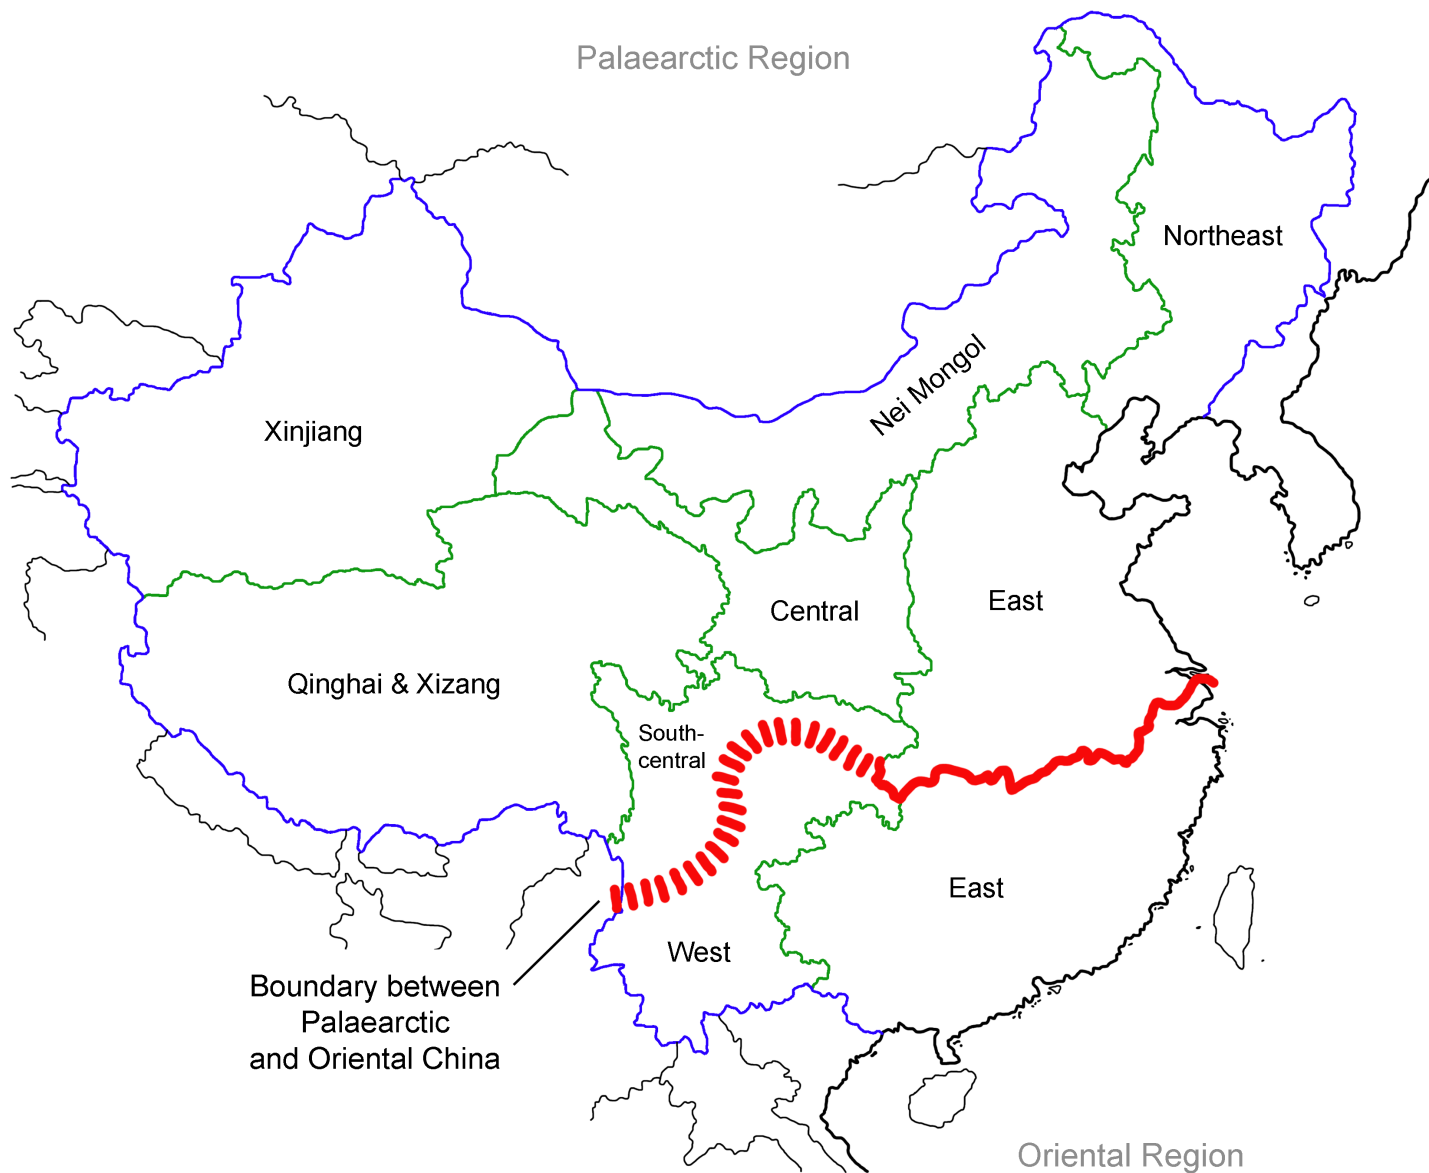 Palaearctic Region
Northeast
Nei Mongol
Xinjiang
Central
East
Qinghai & Xizang
South-
central
East
West
Boundary between
Palaearctic
and Oriental China
Oriental Region